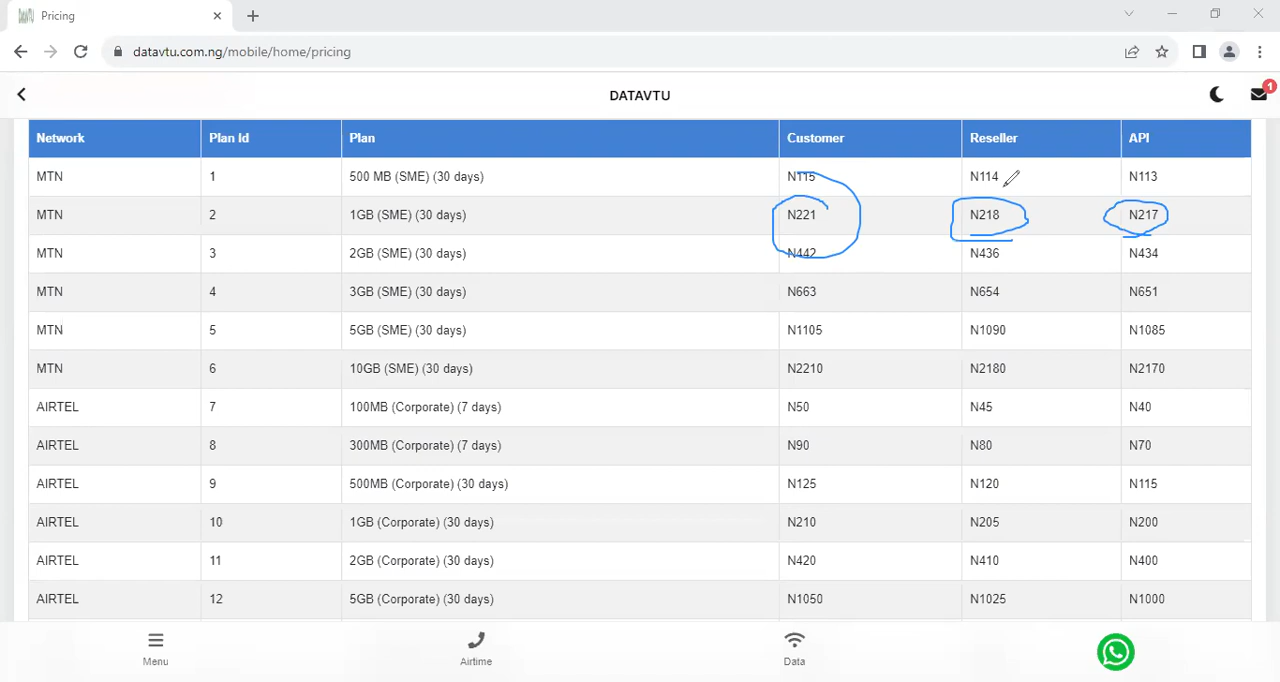 Pricing
datavtu.com.ng/mobile/home/pricing
DATAVTU
1
Network Plan Id Plan Customer Reseller API
MTN 1 500 MB (SME) (30 days) N115 N114 N113
MTN 2 1GB (SME) (30 days) N221 N218 N217
MTN 3 2GB (SME) (30 days) N442 N436 N434
MTN 4 3GB (SME) (30 days) N663 N654 N651
MTN 5 5GB (SME) (30 days) N1105 N1090 N1085
MTN 6 10GB (SME) (30 days) N2210 N2180 N2170
AIRTEL 7 100MB (Corporate) (7 days) N50 N45 N40
AIRTEL 8 300MB (Corporate) (7 days) N90 N80 N70
AIRTEL 9 500MB (Corporate) (30 days) N125 N120 N115
AIRTEL 10 1GB (Corporate) (30 days) N210 N205 N200
AIRTEL 11 2GB (Corporate) (30 days) N420 N410 N400
AIRTEL 12 5GB (Corporate) (30 days) N1050 N1025 N1000
Menu Airtime Data